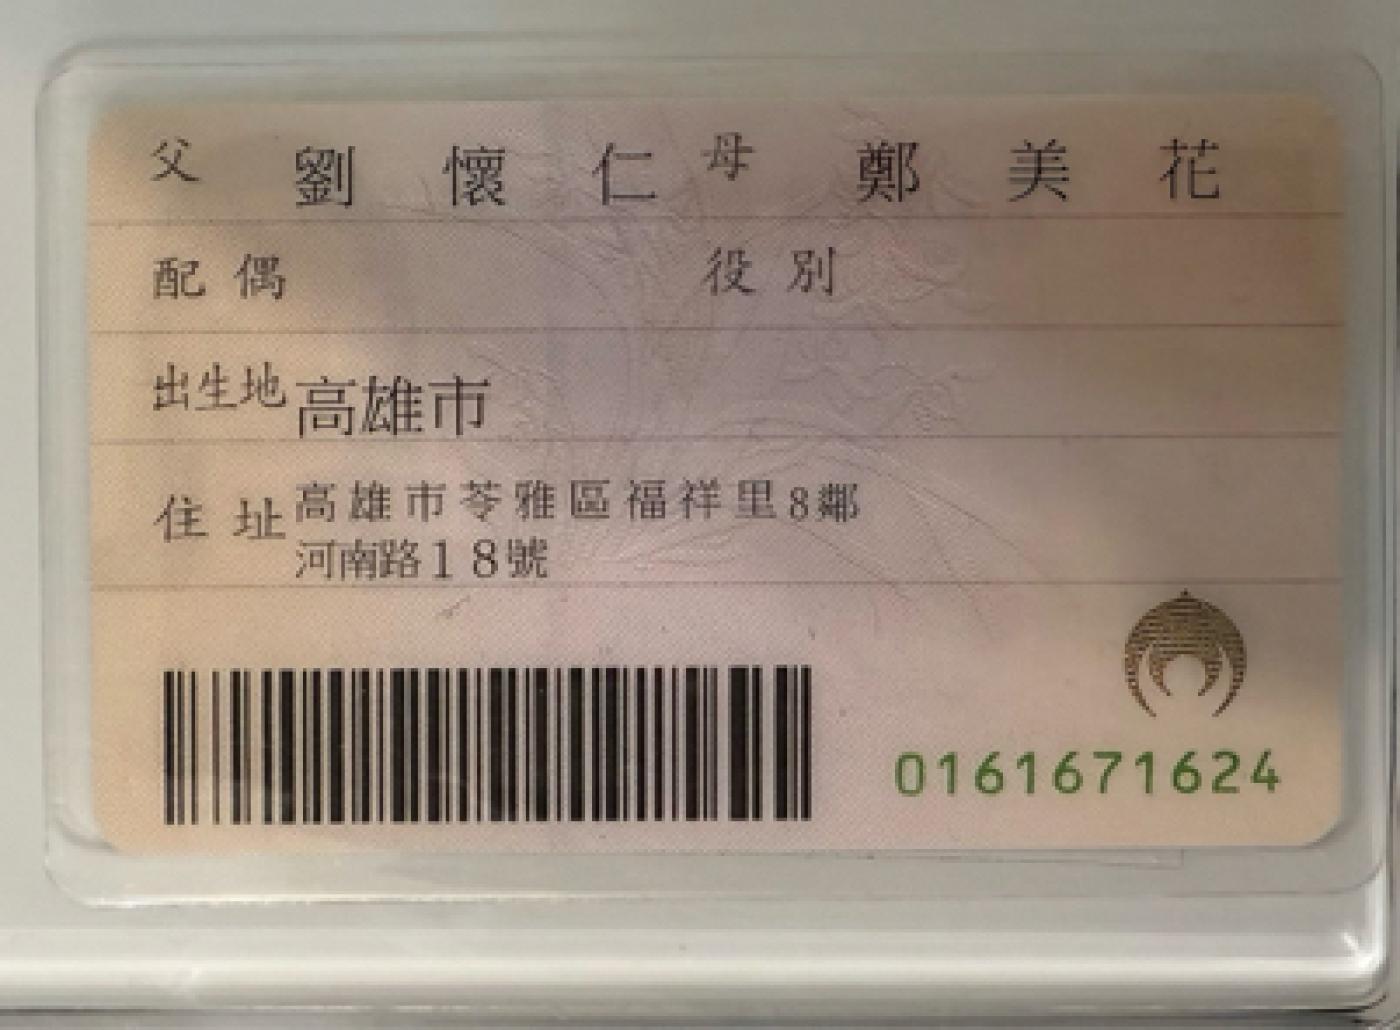 父 劉懷仁 母 鄭美花
配偶 役別
出生地 高雄市
住址 高雄市苓雅區福祥里8鄰
河南路18號
0161671624